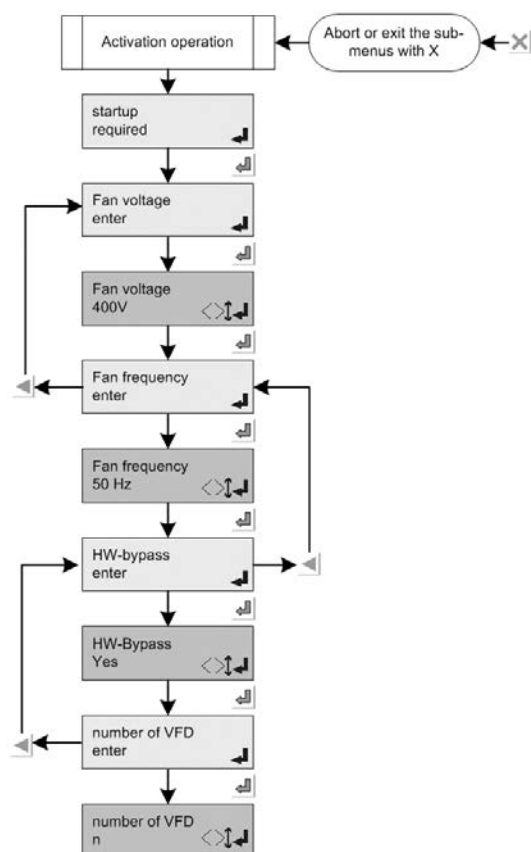 Activation operation
Abort or exit the sub-
menus with X
startup
required
Fan voltage
enter
Fan voltage
400V
Fan frequency
enter
Fan frequency
50 Hz
HW-bypass
enter
HW-Bypass
Yes
number of VFD
enter
number of VFD
n